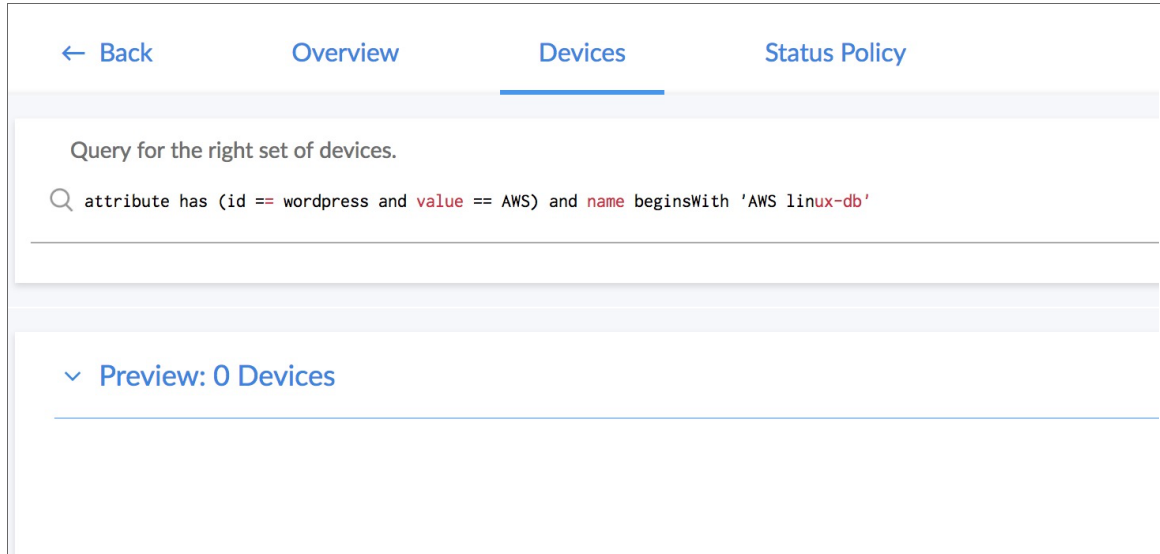 ← Back Overview Devices Status Policy
Query for the right set of devices.
attribute has (id == wordpress and value == AWS) and name beginsWith 'AWS linux-db'
Preview: 0 Devices